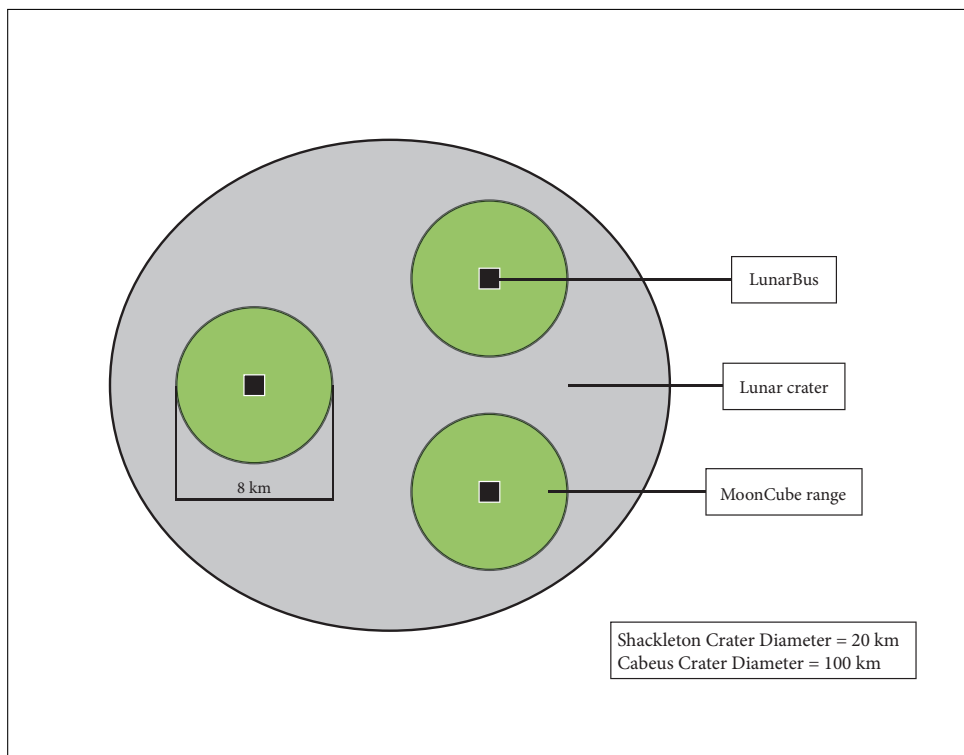 LunarBus
Lunar crater
8 km
MoonCube range
Shackleton Crater Diameter = 20 km
Cabeus Crater Diameter = 100 km